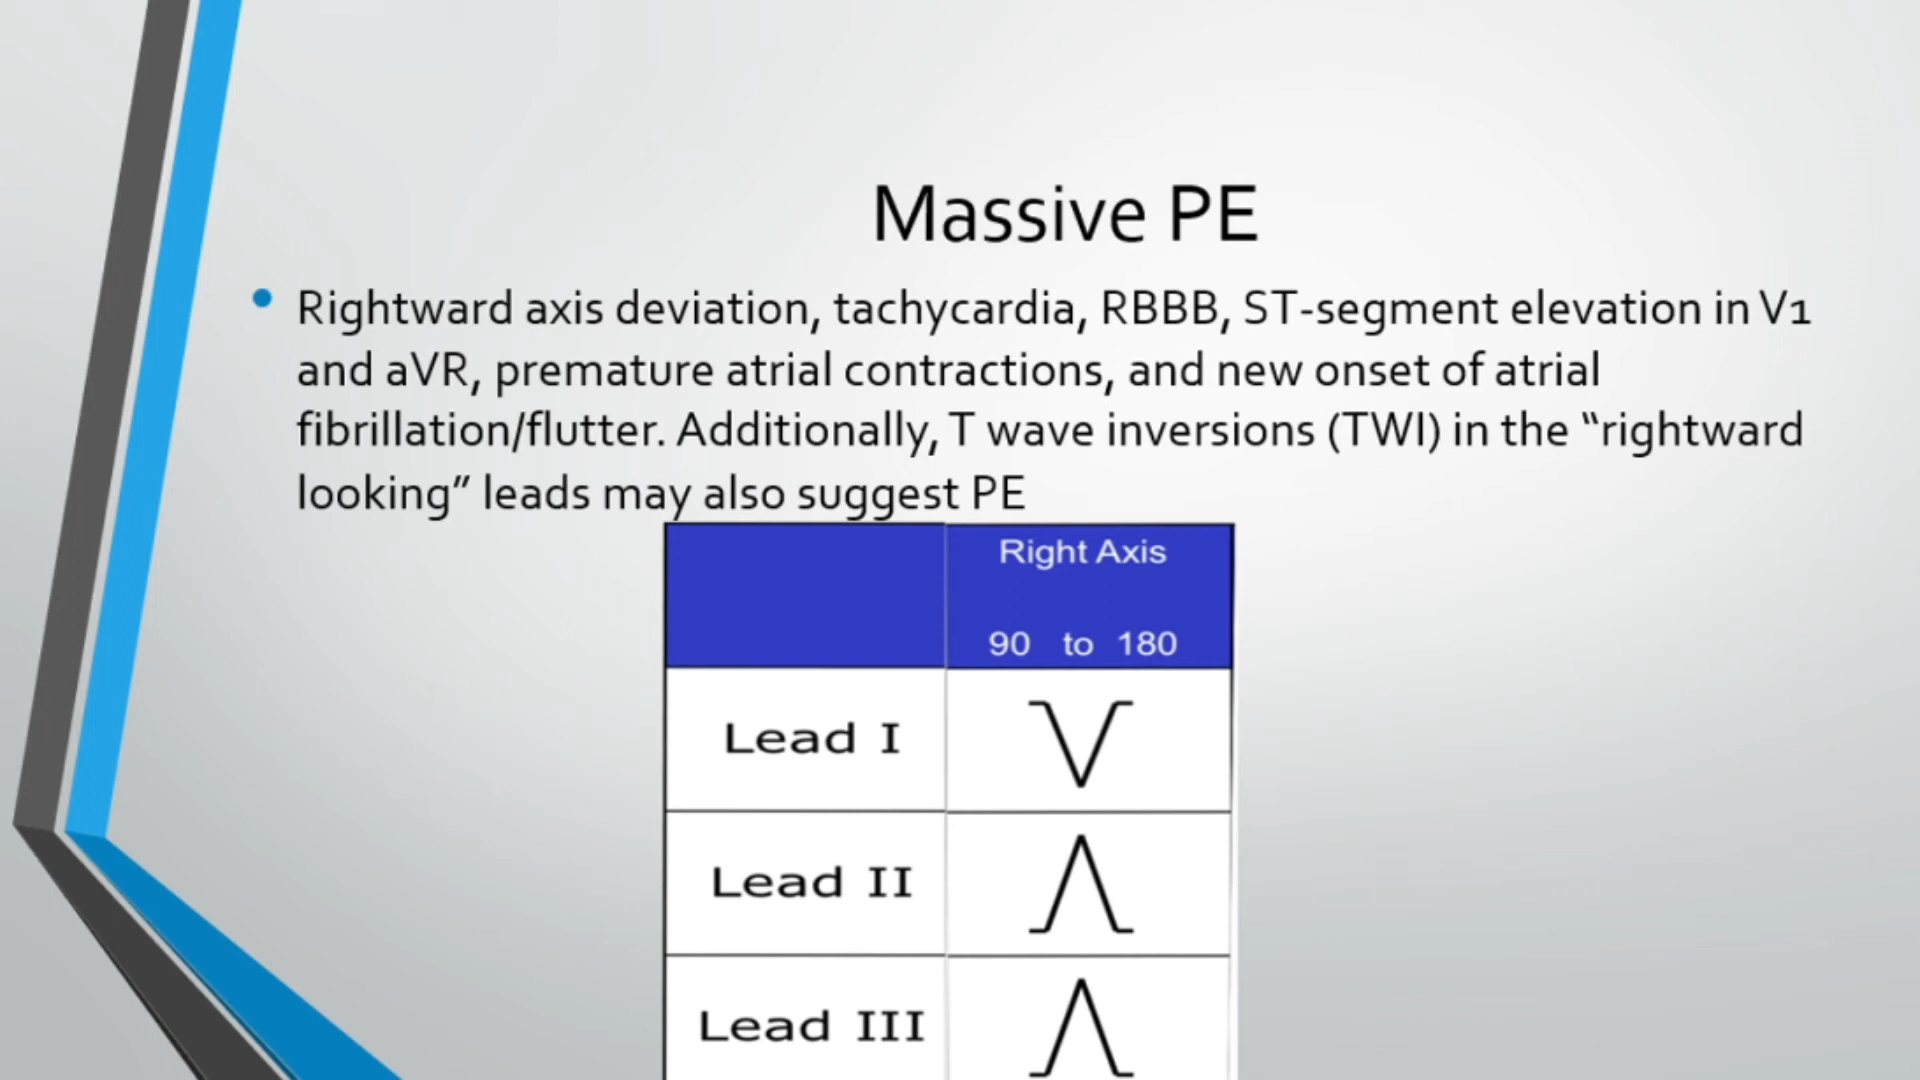 Massive PE
• Rightward axis deviation, tachycardia, RBBB, ST-segment elevation in V1
and aVR, premature atrial contractions, and new onset of atrial
fibrillation/flutter. Additionally, T wave inversions (TWI) in the “rightward
looking” leads may also suggest PE
Right Axis
90 to 180
Lead I
Lead II
Lead III